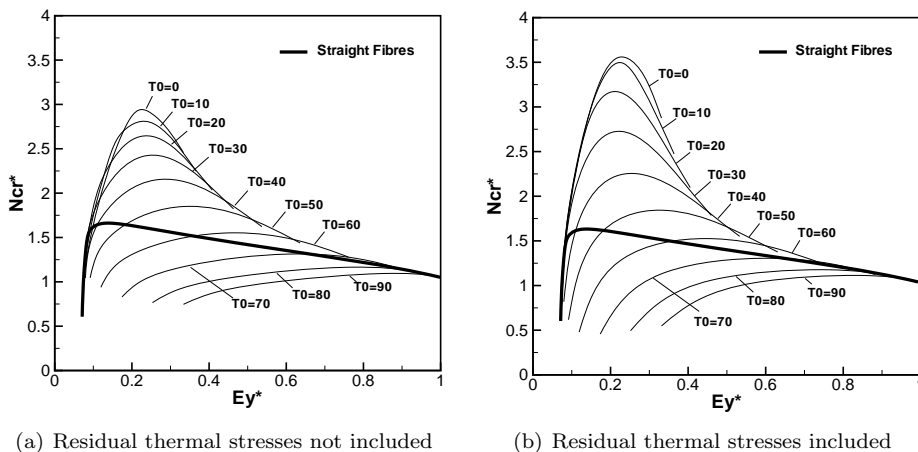 4
3.5
3
2.5
2
1.5
1
0.5
0
Ncr*
0
0.2
0.4
0.6
0.8
1
Ey*
Straight Fibres
T0=0
T0=10
T0=20
T0=30
T0=40
T0=50
T0=60
T0=70
T0=80
T0=90
(a) Residual thermal stresses not included
4
3.5
3
2.5
2
1.5
1
0.5
0
Ncr*
0
0.2
0.4
0.6
0.8
1
Ey*
Straight Fibres
T0=0
T0=10
T0=20
T0=30
T0=40
T0=50
T0=60
T0=70
T0=80
T0=90
(b) Residual thermal stresses included